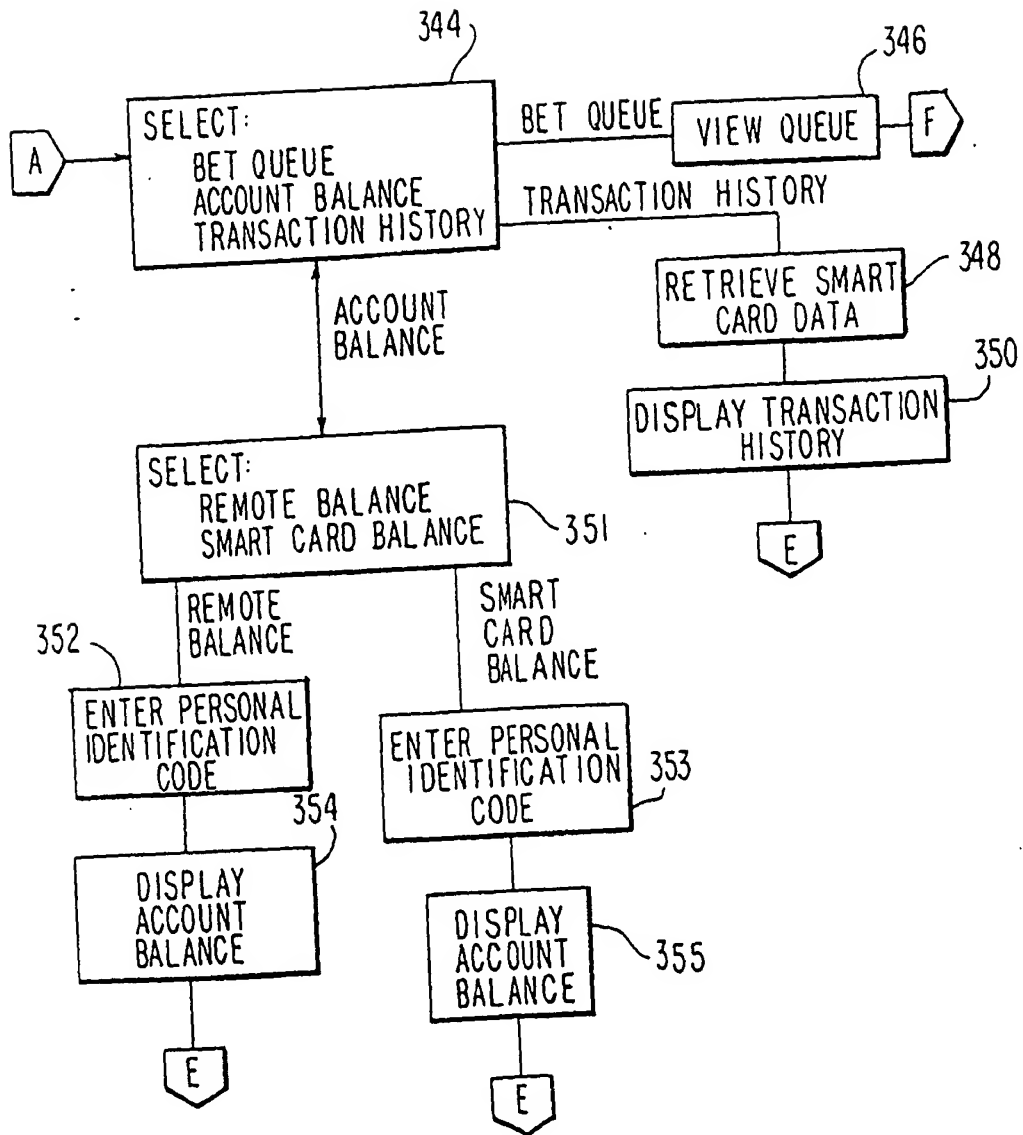 344
346
A
SELECT:
BET QUEUE
ACCOUNT BALANCE
TRANSACTION HISTORY
BET QUEUE
VIEW QUEUE
F
TRANSACTION HISTORY
348
RETRIEVE SMART
CARD DATA
350
DISPLAY TRANSACTION
HISTORY
E
ACCOUNT
BALANCE
SELECT:
REMOTE BALANCE
SMART CARD BALANCE
351
REMOTE
BALANCE
SMART
CARD
BALANCE
352
ENTER PERSONAL
IDENTIFICATION
CODE
ENTER PERSONAL
IDENTIFICATION
CODE
353
354
DISPLAY
ACCOUNT
BALANCE
DISPLAY
ACCOUNT
BALANCE
355
E
E